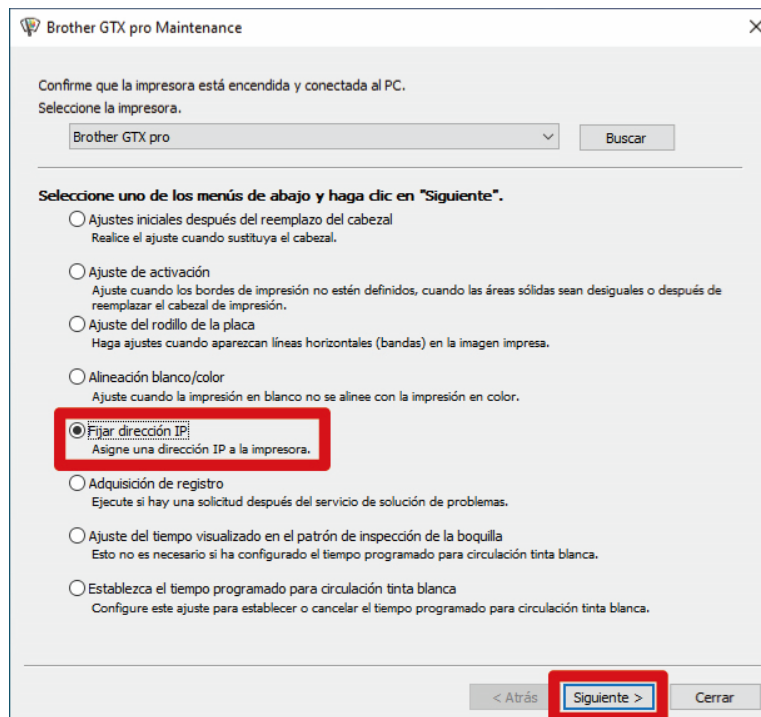 Brother GTX pro Maintenance
Confirme que la impresora está encendida y conectada al PC.
Seleccione la impresora.
Brother GTX pro
Buscar
Seleccione uno de los menús de abajo y haga clic en "Siguiente".
Ajustes iniciales después del reemplazo del cabezal
Realice el ajuste cuando sustituya el cabezal.
Ajuste de activación
Ajuste cuando los bordes de impresión no estén definidos, cuando las áreas sólidas sean desiguales o después de
reemplazar el cabezal de impresión.
Ajuste del rodillo de la placa
Haga ajustes cuando aparezcan líneas horizontales (bandas) en la imagen impresa.
Alineación blanco/color
Ajuste cuando la impresión en blanco no se alinee con la impresión en color.
Fijar dirección IP
Asigne una dirección IP a la impresora.
Adquisición de registro
Ejecute si hay una solicitud después del servicio de solución de problemas.
Ajuste del tiempo visualizado en el patrón de inspección de la boquilla
Esto no es necesario si ha configurado el tiempo programado para circulación tinta blanca.
Establezca el tiempo programado para circulación tinta blanca
Configure este ajuste para establecer o cancelar el tiempo programado para circulación tinta blanca.
< Atrás
Siguiente >
Cerrar